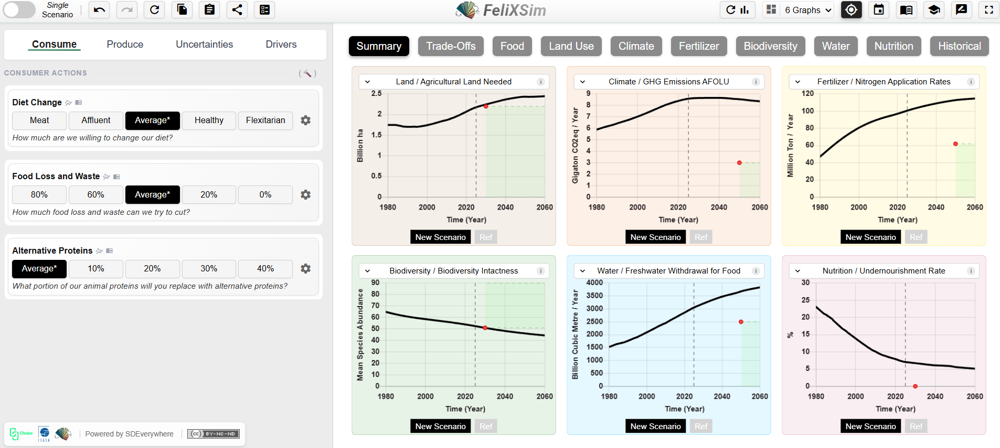 Single
Scenario
FeliXSim
6 Graphs
Consume
Produce
Uncertainties
Drivers
CONSUMER ACTIONS
Diet Change
Meat
Affluent
Average*
Healthy
Flexitarian
How much are we willing to change our diet?
Food Loss and Waste
80%
60%
Average*
20%
0%
How much food loss and waste can we try to cut?
Alternative Proteins
Average*
10%
20%
30%
40%
What portion of our animal proteins will you replace with alternative proteins?
Choice
IIASA
Powered by SDEverywhere
(cc) BY-NC-ND
Summary
Trade-Offs
Food
Land Use
Climate
Fertilizer
Biodiversity
Water
Nutrition
Historical
Land / Agricultural Land Needed
i
2.5
2
1.5
1
0.5
0
Billion ha
1980
2000
2020
2040
2060
Time (Year)
New Scenario
Ref
Climate / GHG Emissions AFOLU
i
9
8
7
6
5
4
3
2
1
0
Gigaton CO2eq / Year
1980
2000
2020
2040
2060
Time (Year)
New Scenario
Ref
Fertilizer / Nitrogen Application Rates
i
120
100
80
60
40
20
0
Million Ton / Year
1980
2000
2020
2040
2060
Time (Year)
New Scenario
Ref
Biodiversity / Biodiversity Intactness
i
90
80
70
60
50
40
30
20
10
0
Mean Species Abundance
1980
2000
2020
2040
2060
Time (Year)
New Scenario
Ref
Water / Freshwater Withdrawal for Food
i
4000
3500
3000
2500
2000
1500
1000
500
0
Billion Cubic Metre / Year
1980
2000
2020
2040
2060
Time (Year)
New Scenario
Ref
Nutrition / Undernourishment Rate
i
30
25
20
15
10
5
0
%
1980
2000
2020
2040
2060
Time (Year)
New Scenario
Ref